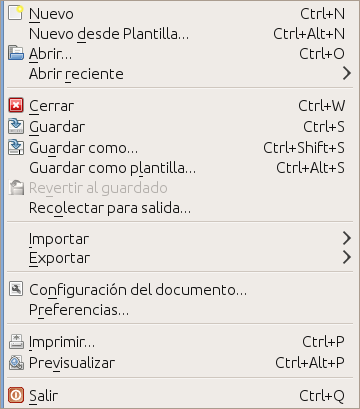 Nuevo Ctrl+N
Nuevo desde Plantilla... Ctrl+Alt+N
Abrir... Ctrl+O
Abrir reciente
Cerrar Ctrl+W
Guardar Ctrl+S
Guardar como... Ctrl+Shift+S
Guardar como plantilla... Ctrl+Alt+S
Revertir al guardado
Recolectar para salida...
Importar
Exportar
Configuración del documento...
Preferencias...
Imprimir... Ctrl+P
Previsualizar Ctrl+Alt+P
Salir Ctrl+Q